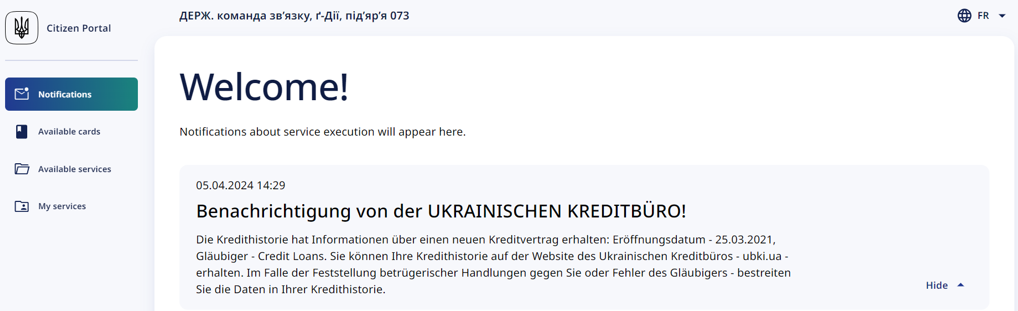 Citizen Portal
ДЕРЖ. команда зв’язку, ґ-Дії, під’яр’я 073
FR
Notifications
Available cards
Available services
My services
Welcome!
Notifications about service execution will appear here.
05.04.2024 14:29
Benachrichtigung von der UKRAINISCHEN KREDITBÜRO!
Die Kredithistorie hat Informationen über einen neuen Kreditvertrag erhalten: Eröffnungsdatum - 25.03.2021,
Gläubiger - Credit Loans. Sie können Ihre Kredithistorie auf der Website des Ukrainischen Kreditbüros - ubki.ua -
erhalten. Im Falle der Feststellung betrügerischer Handlungen gegen Sie oder Fehler des Gläubigers - bestreiten
Sie die Daten in Ihrer Kredithistorie.
Hide